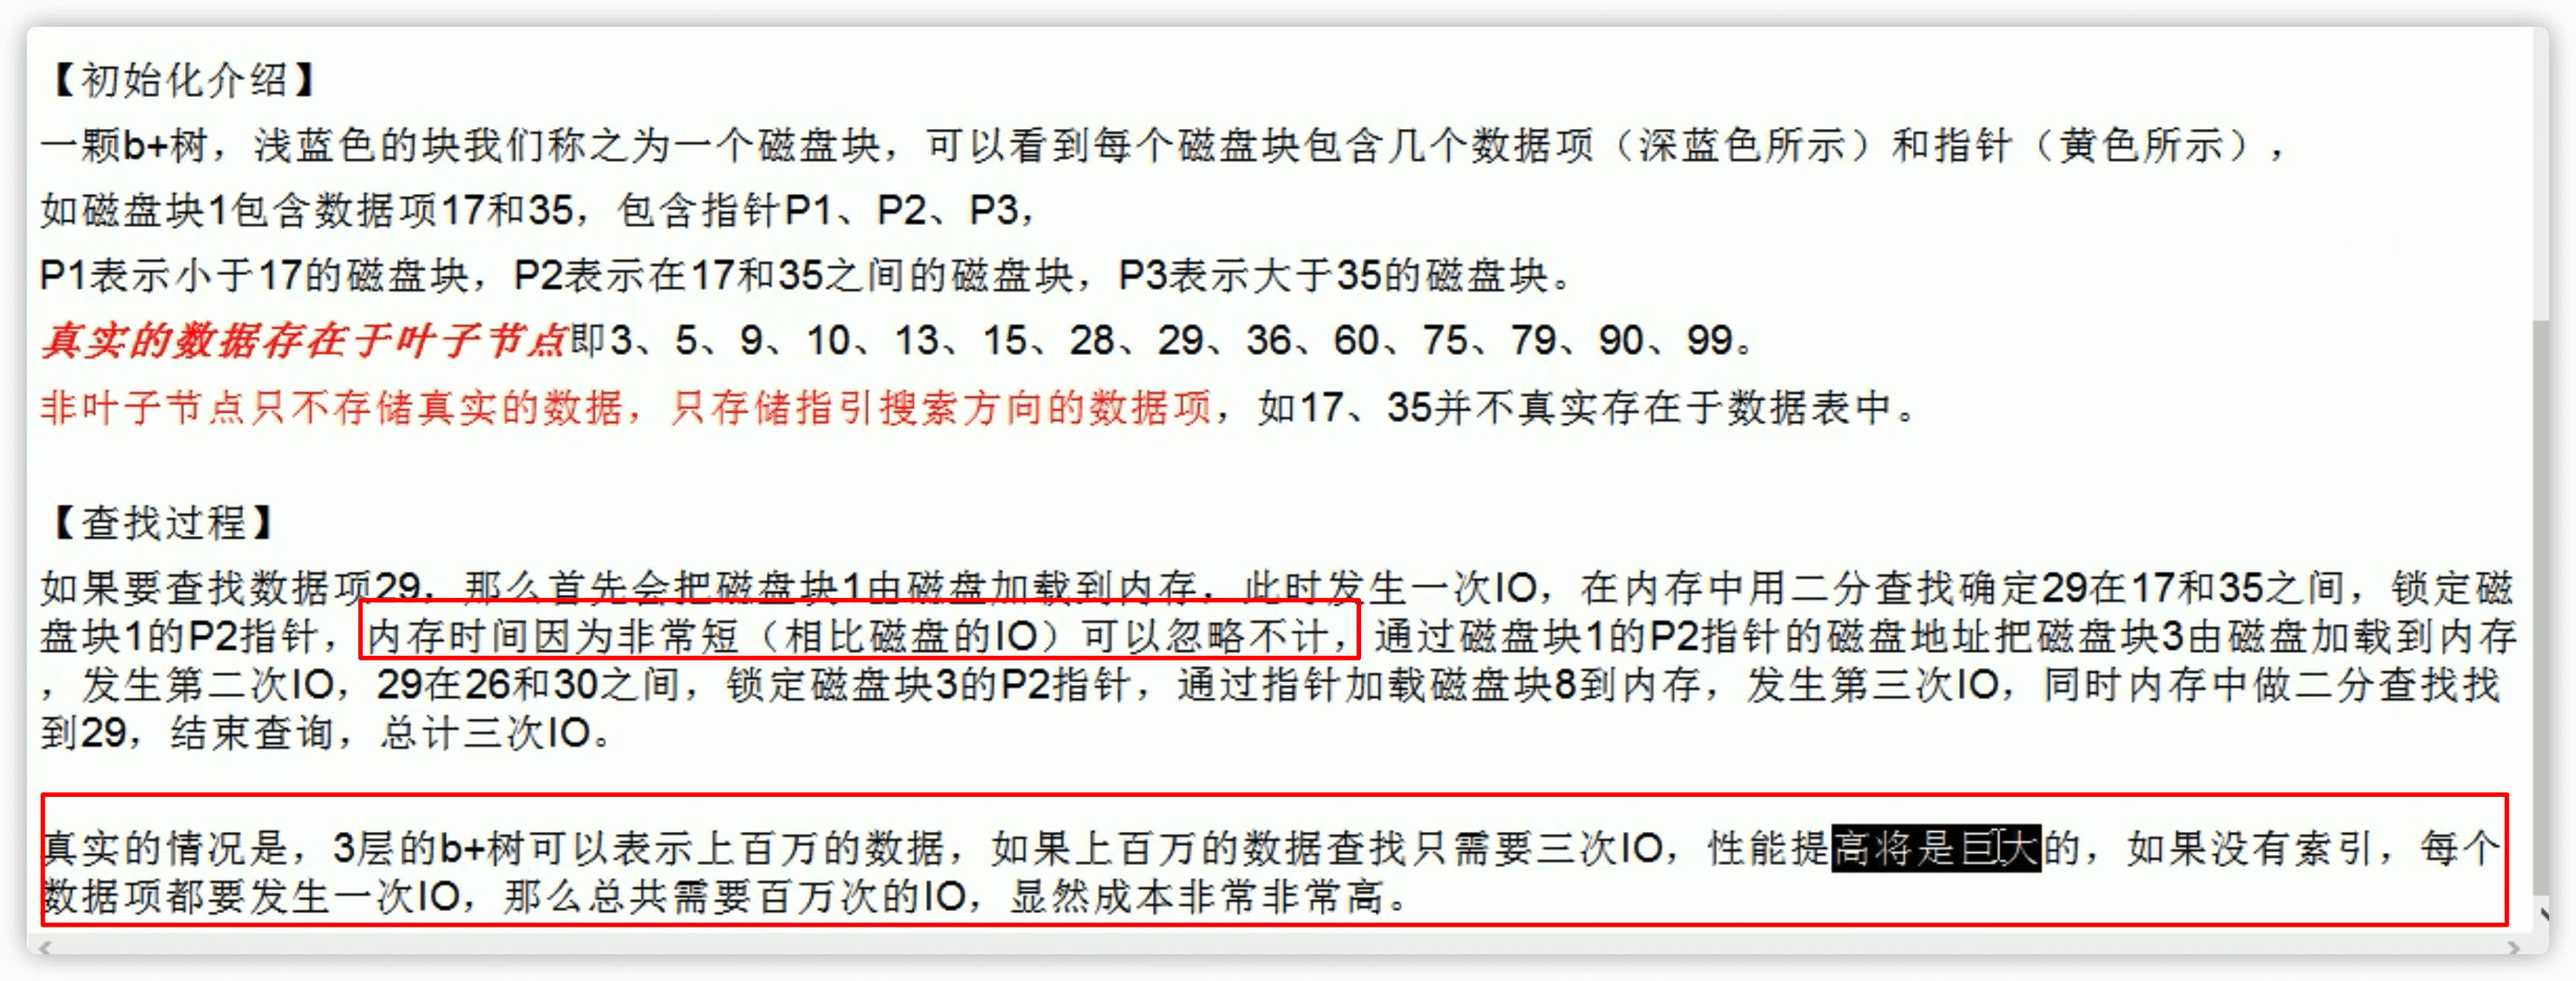 【初始化介绍】
一颗b+树，浅蓝色的块我们称之为一个磁盘块，可以看到每个磁盘块包含几个数据项（深蓝色所示）和指针（黄色所示），
如磁盘块1包含数据项17和35，包含指针P1、P2、P3，
P1表示小于17的磁盘块，P2表示在17和35之间的磁盘块，P3表示大于35的磁盘块。
真实的数据存在于叶子节点即3、5、9、10、13、15、28、29、36、60、75、79、90、99。
非叶子节点只不存储真实的数据，只存储指引搜索方向的数据项，如17、35并不真实存在于数据表中。
【查找过程】
如果要查找数据项29，那么首先会把磁盘块1由磁盘加载到内存，此时发生一次IO，在内存中用二分查找确定29在17和35之间，锁定磁
盘块1的P2指针，内存时间因为非常短（相比磁盘的IO）可以忽略不计，通过磁盘块1的P2指针的磁盘地址把磁盘块3由磁盘加载到内存
，发生第二次IO，29在26和30之间，锁定磁盘块3的P2指针，通过指针加载磁盘块8到内存，发生第三次IO，同时内存中做二分查找找
到29，结束查询，总计三次IO。
真实的情况是，3层的b+树可以表示上百万的数据，如果上百万的数据查找只需要三次IO，性能提高将是巨大的，如果没有索引，每个
数据项都要发生一次IO，那么总共需要百万次的IO，显然成本非常非常高。